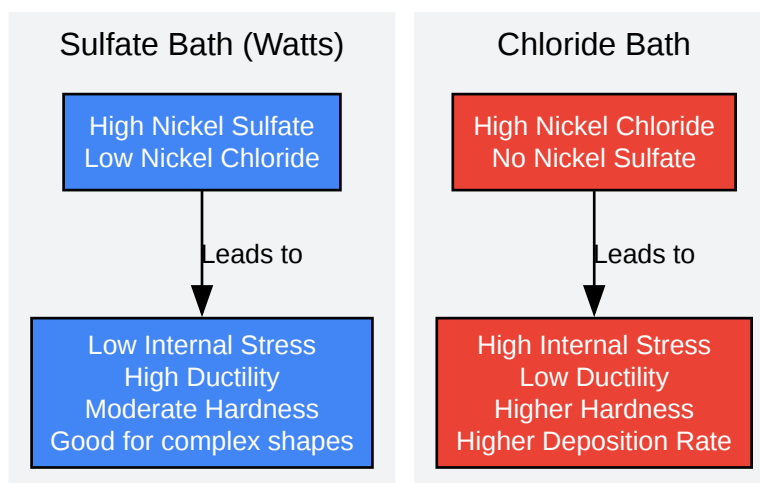 Sulfate Bath (Watts)
High Nickel Sulfate
Low Nickel Chloride
Leads to
Low Internal Stress
High Ductility
Moderate Hardness
Good for complex shapes
Chloride Bath
High Nickel Chloride
No Nickel Sulfate
Leads to
High Internal Stress
Low Ductility
Higher Hardness
Higher Deposition Rate